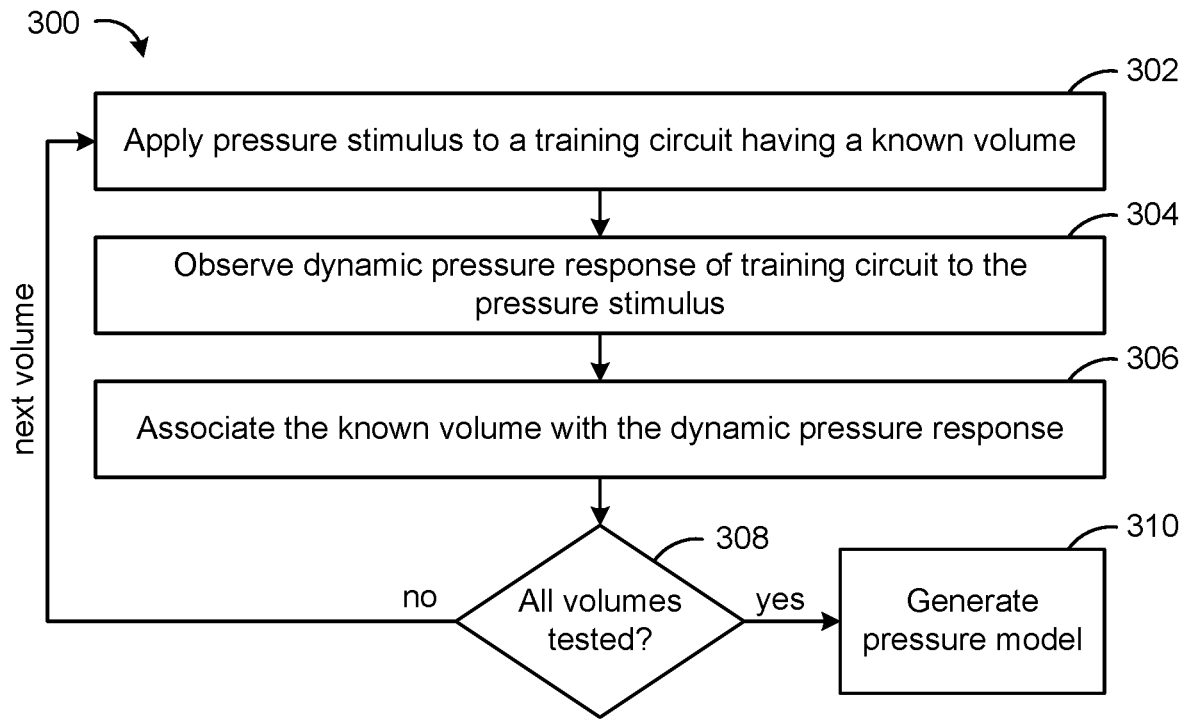 300
302
Apply pressure stimulus to a training circuit having a known volume
304
Observe dynamic pressure response of training circuit to the
pressure stimulus
306
Associate the known volume with the dynamic pressure response
next volume
308
310
no
All volumes
tested?
yes
Generate
pressure model